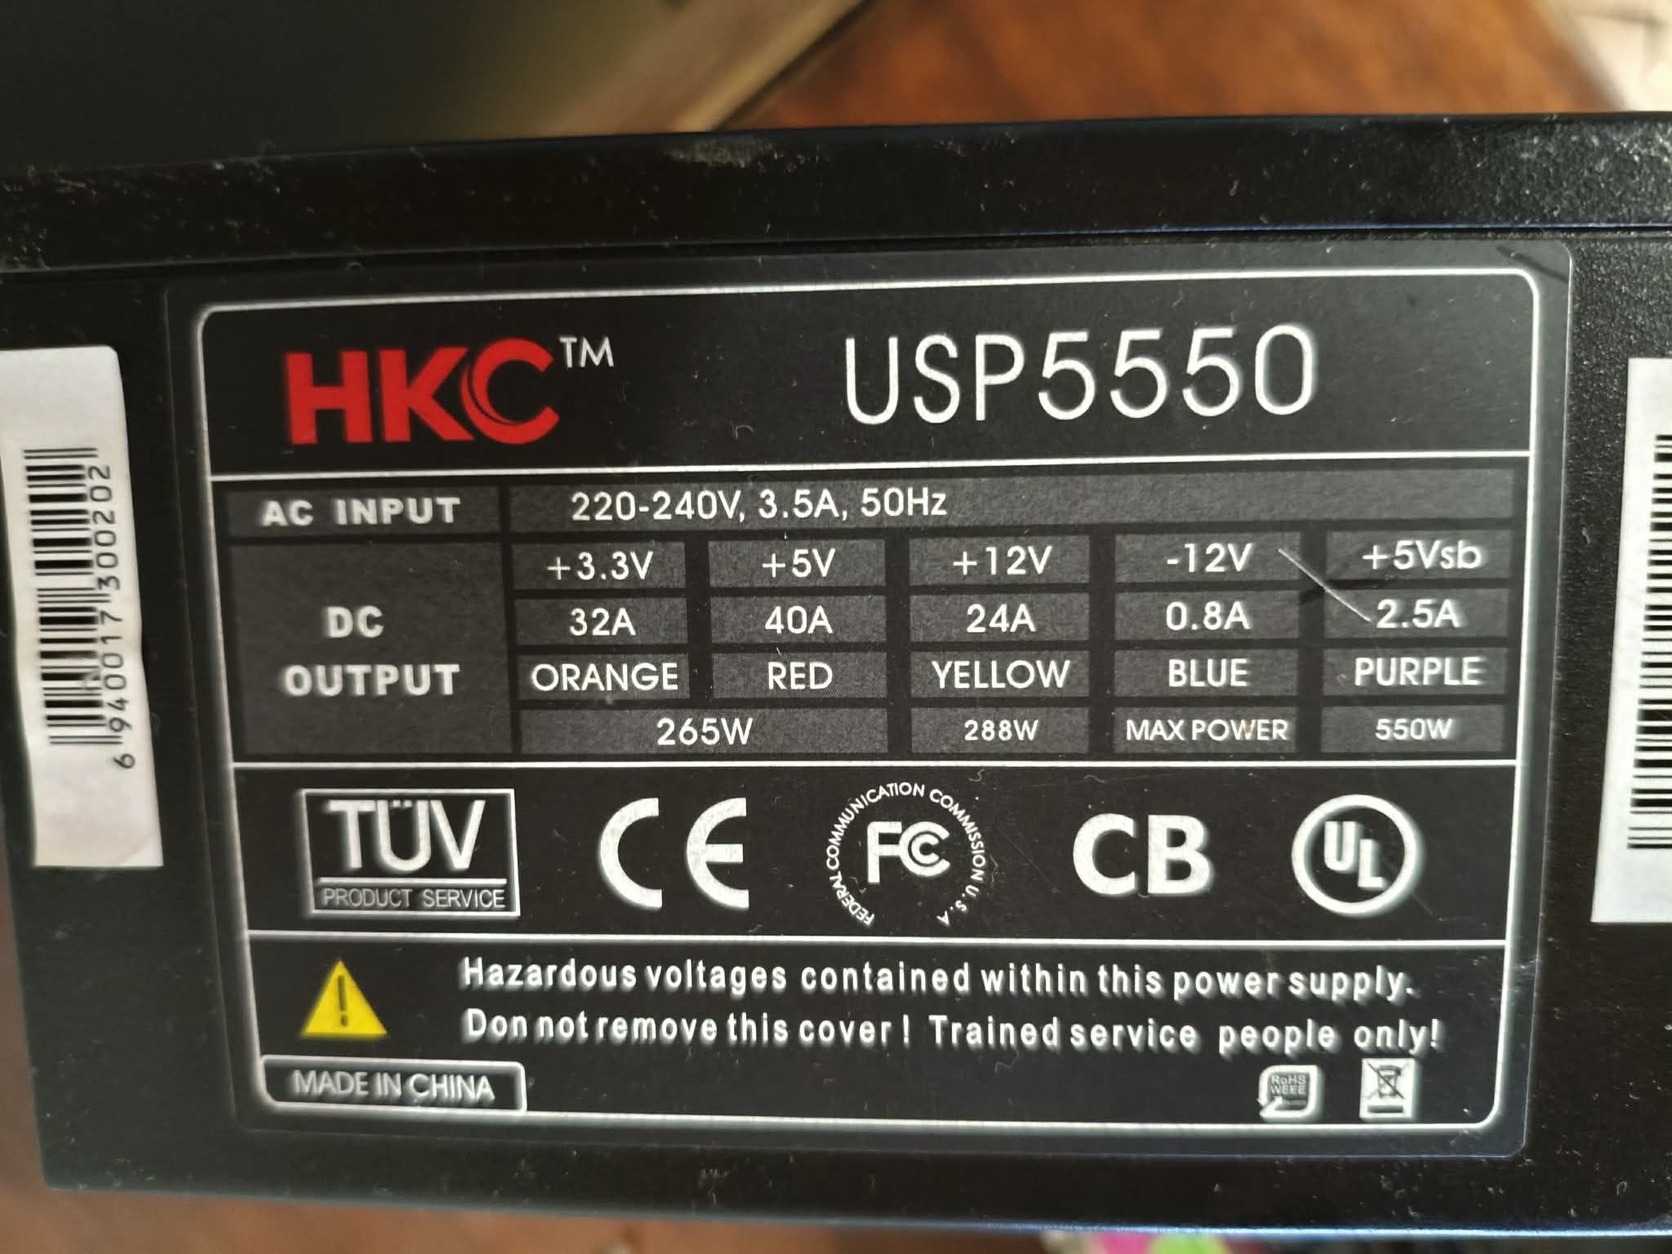 HKC™ USP5550
AC INPUT 220-240V, 3.5A, 50Hz
+3.3V +5V +12V -12V +5Vsb
DC OUTPUT
32A 40A 24A 0.8A 2.5A
ORANGE RED YELLOW BLUE PURPLE
265W 288W MAX POWER 550W
TÜV
PRODUCT SERVICE
CE
FEDERAL COMMUNICATION COMMISSION U.S.A
FC
CB
UL
Hazardous voltages contained within this power supply.
Don not remove this cover! Trained service people only!
MADE IN CHINA
RoHS
WEEE
6940017300202